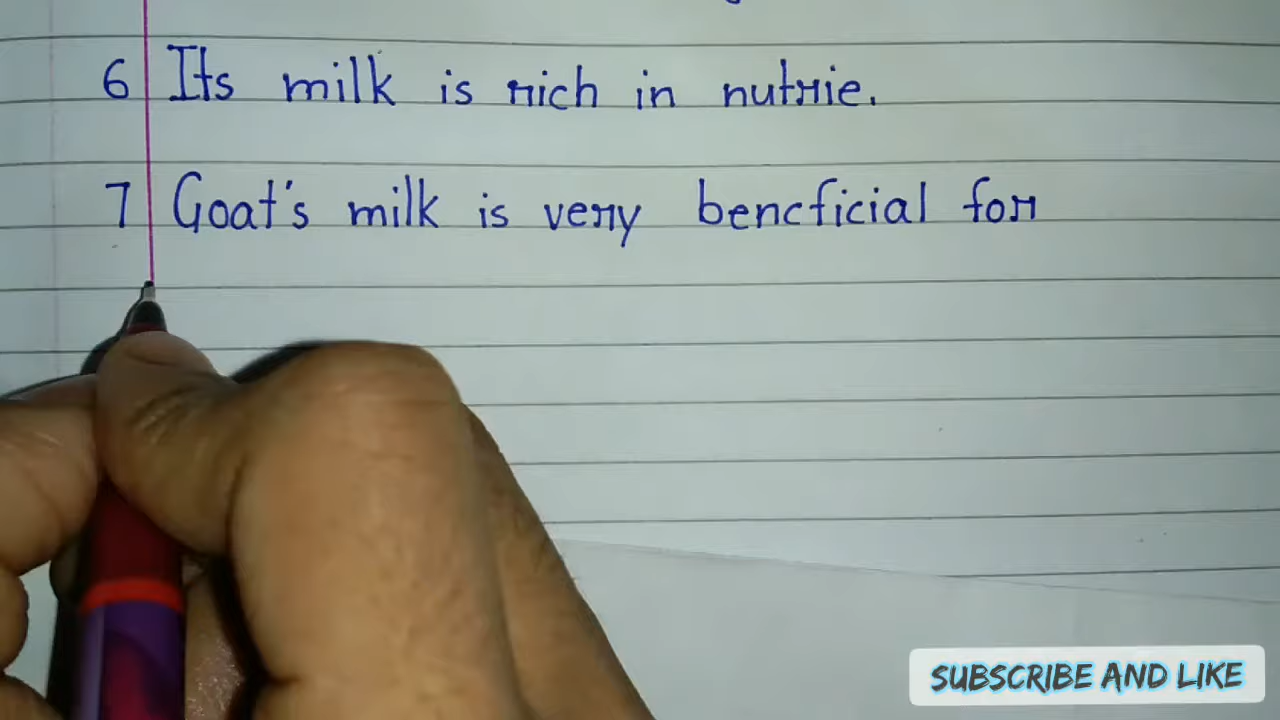 6 Its milk is rich in nutrie.
7 Goat's milk is very bencficial for
SUBSCRIBE AND LIKE